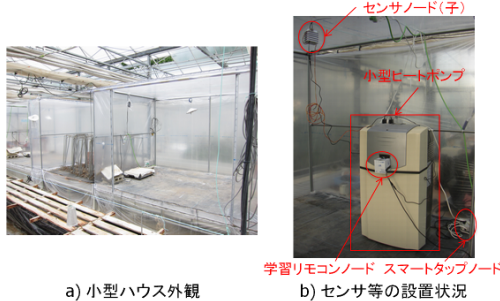 センサノード(子)
小型ヒートポンプ
学習リモコンノード スマートタップノード
a) 小型ハウス外観
b) センサ等の設置状況